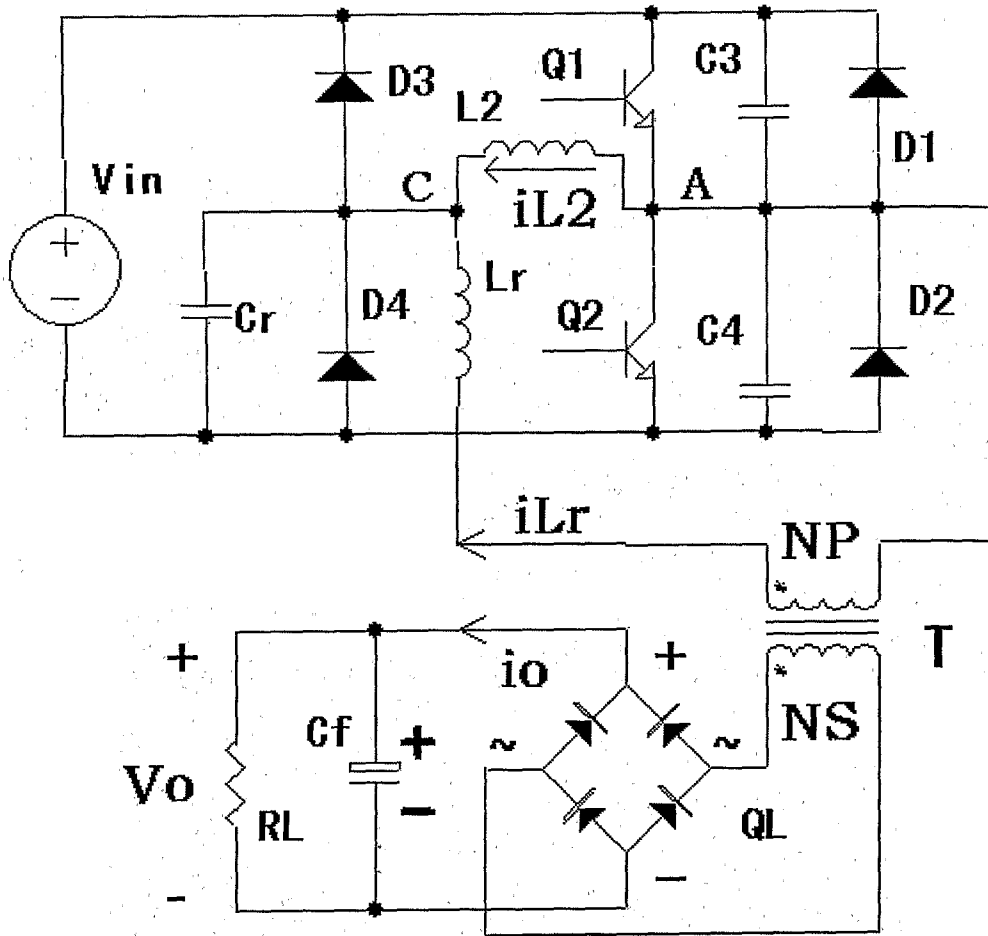 Q1
C3
D3
L2
D1
Vin
C
A
iL2
+
−
Cr
D4
Lr
Q2
C4
D2
iLr
NP
*
T
+
io
+
*
NS
Cf
+
~
~
Vo
RL
−
QL
-
−